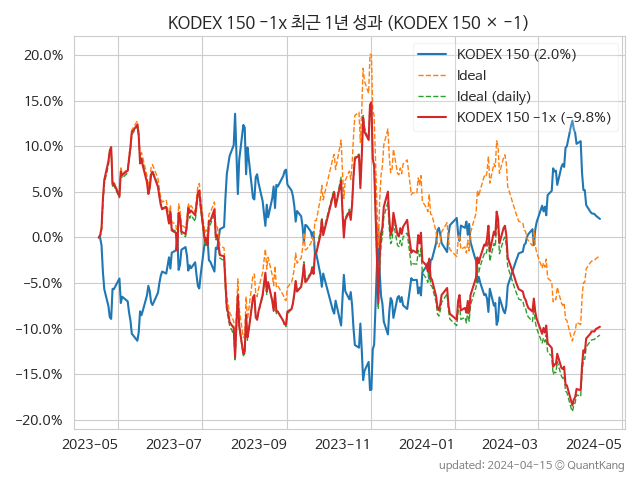 KODEX 150 -1x 최근 1년 성과 (KODEX 150 × -1)
20.0%
15.0%
10.0%
5.0%
0.0%
-5.0%
-10.0%
-15.0%
-20.0%
KODEX 150 (2.0%)
Ideal
Ideal (daily)
KODEX 150 -1x (-9.8%)
2023-05 2023-07 2023-09 2023-11 2024-01 2024-03 2024-05
updated: 2024-04-15 © QuantKang